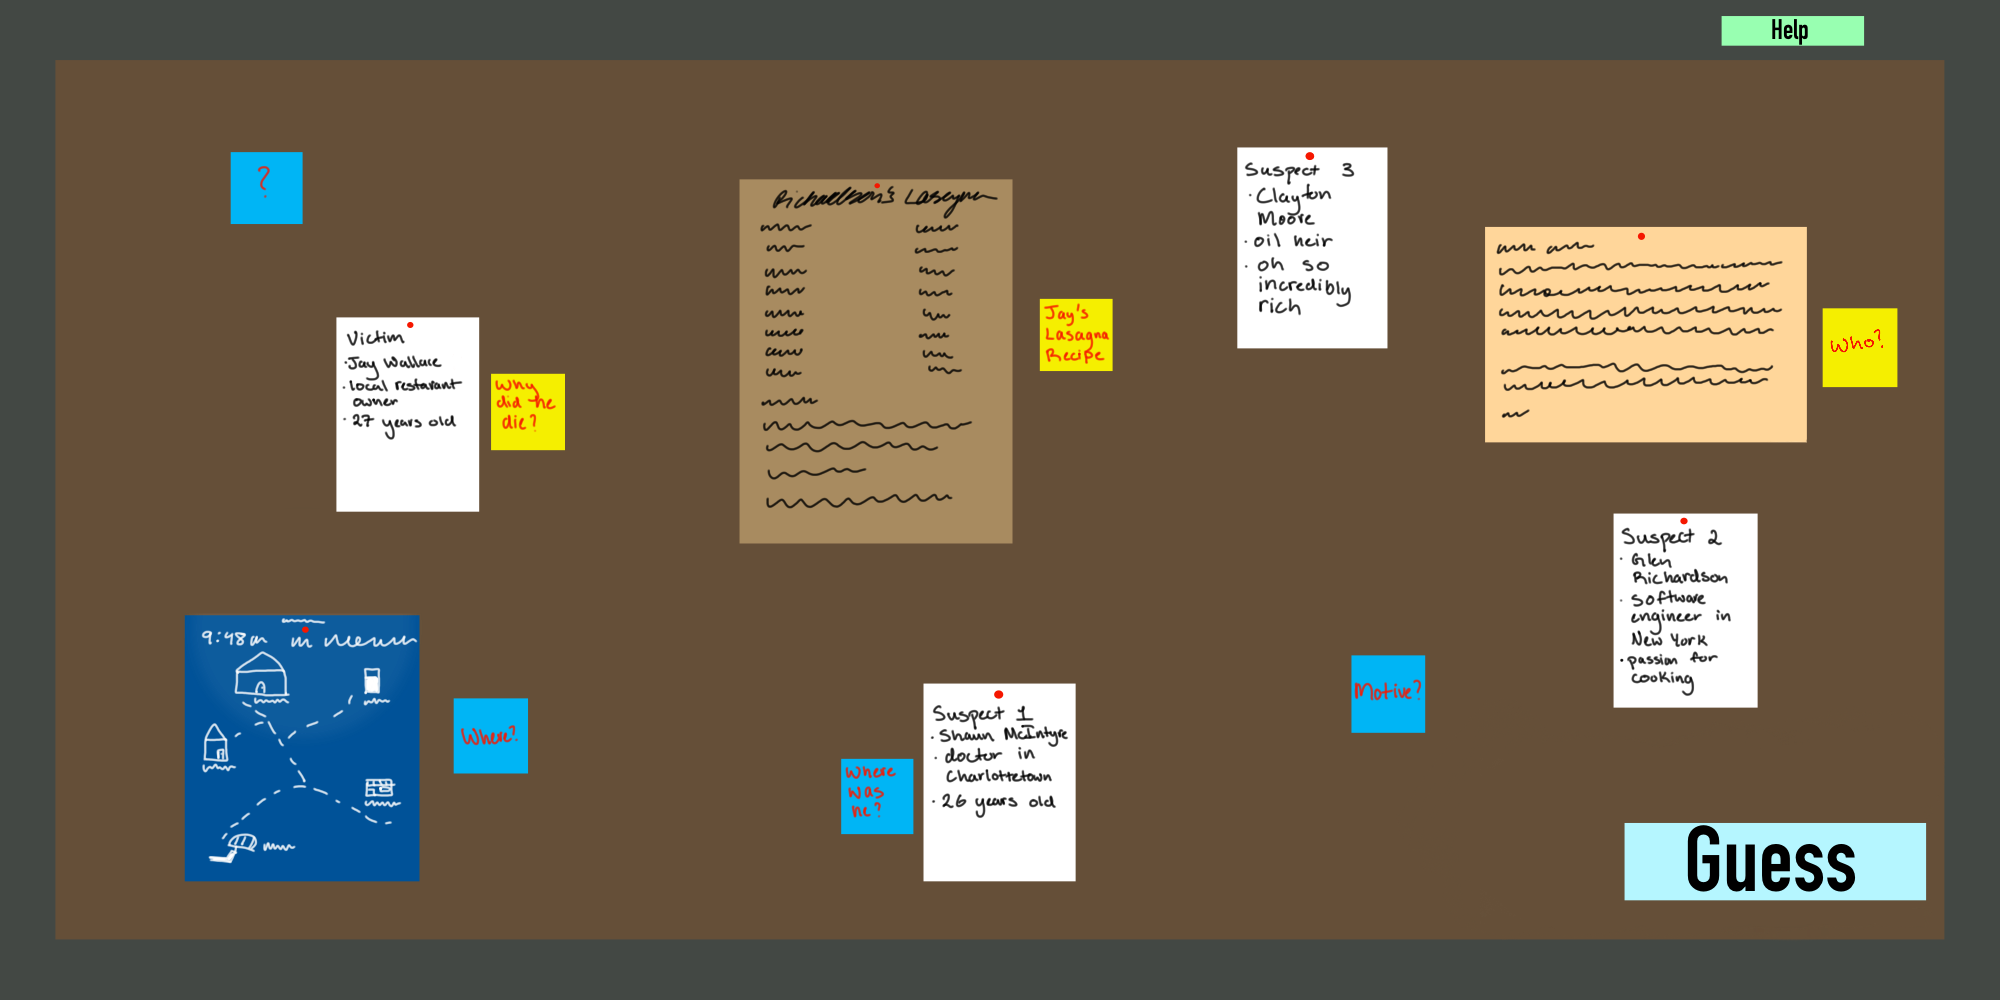 Help
?
Richardson's Lasagna
Suspect 3
· Clayton
Moore
· oil heir
· oh so
incredibly
rich
Jay's
Lasagna
Recipe
Who?
Victim
· Jay Wallace
· local restarant
owner
· 27 years old
Why
did he
die?
Suspect 2
· Glen
Richardson
· software
engineer in
New York
· passion for
cooking
9:48
Where?
Motive?
Suspect 1
· Shawn McIntyre
· doctor in
Charlottetown
· 26 years old
Where
was
he?
Guess